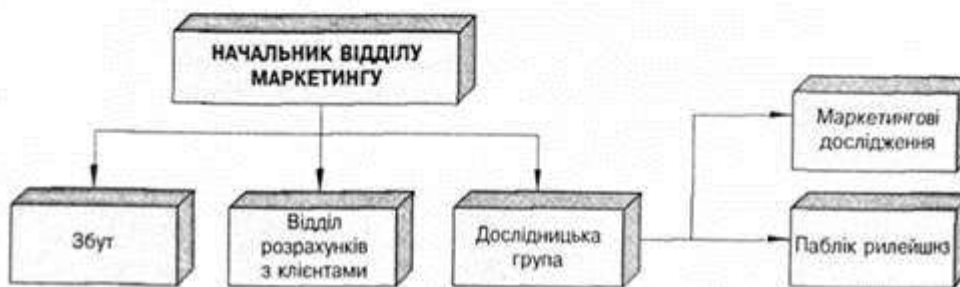 НАЧАЛЬНИК ВІДДІЛУ
МАРКЕТИНГУ
Маркетингові
дослідження
Збут
Відділ
розрахунків
з клієнтами
Дослідницька
група
Паблік рилейшнз